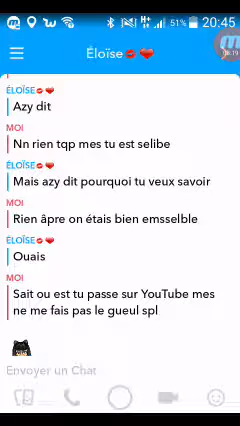 51% 20:45
Éloïse💋❤
19:19
ÉLOÏSE💋❤
Azy dit
MOI
Nn rien tqp mes tu est selibe
ÉLOÏSE💋❤
Mais azy dit pourquoi tu veux savoir
MOI
Rien âpre on étais bien emsselble
ÉLOÏSE💋❤
Ouais
MOI
Sait ou est tu passe sur YouTube mes
ne me fais pas le gueul spl
Envoyer un Chat